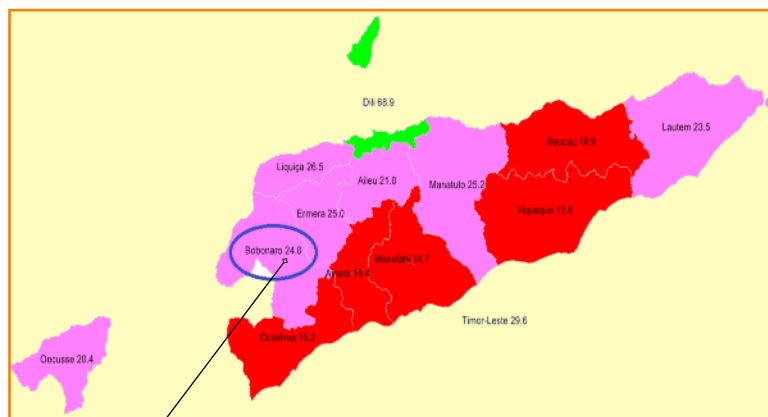 Dili 68.9
Lautem 23.5
Baucau 18.9
Liquiça 26.5
Aileu 21.0
Manatuto 25.2
Ermera 25.0
Viqueque 12.6
Bobonaro 24.0
Ainaro 15.4
Manufahi 14.7
Timor-Leste 29.6
Covalima 15.2
Oecusse 20.4